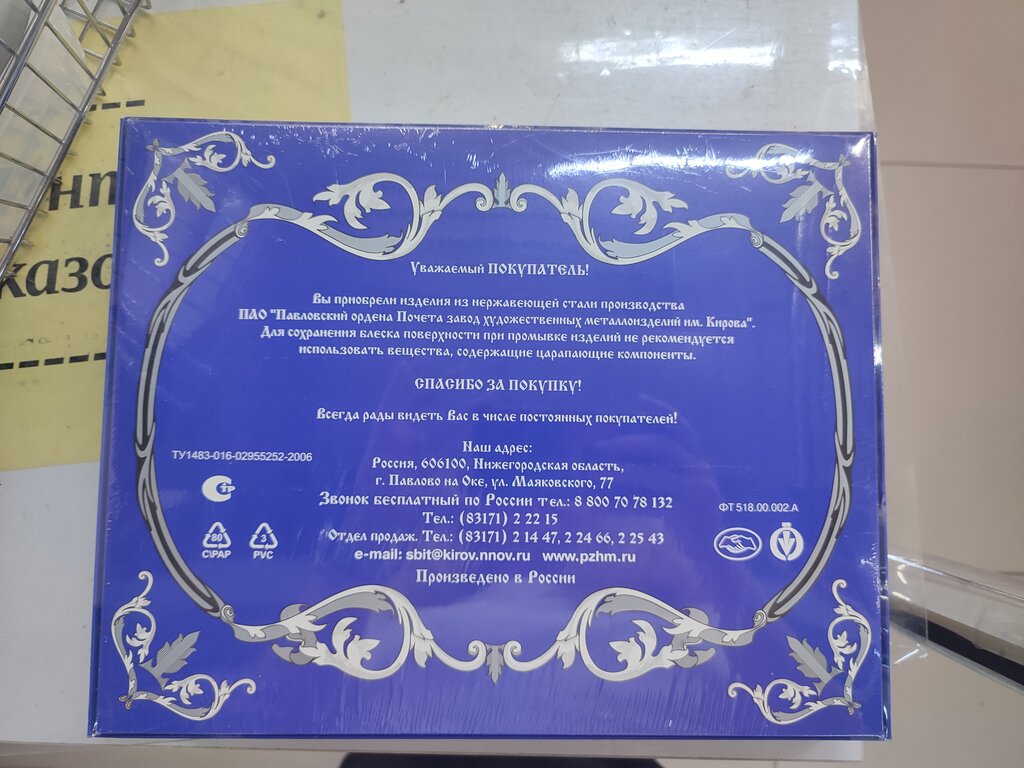 Уважаемый ПОКУПАТЕЛЬ!
Вы приобрели изделия из нержавеющей стали производства
ПАО "Павловский ордена Почета завод художественных металлоизделий им. Кирова".
Для сохранения блеска поверхности при промывке изделий не рекомендуется
использовать вещества, содержащие царапающие компоненты.
СПАСИБО ЗА ПОКУПКУ!
Всегда рады видеть Вас в числе постоянных покупателей!
Наш адрес:
Россия, 606100, Нижегородская область,
г. Павлово на Оке, ул. Маяковского, 77
Звонок бесплатный по России тел.: 8 800 70 78 132
Тел.: (83171) 2 22 15
Отдел продаж. Тел.: (83171) 2 14 47, 2 24 66, 2 25 43
e-mail: sbit@kirov.nnov.ru www.pzhm.ru
Произведено в России
ТУ1483-016-02955252-2006
СТР
80
C\PAP
3
PVC
ФТ518.00.002.А